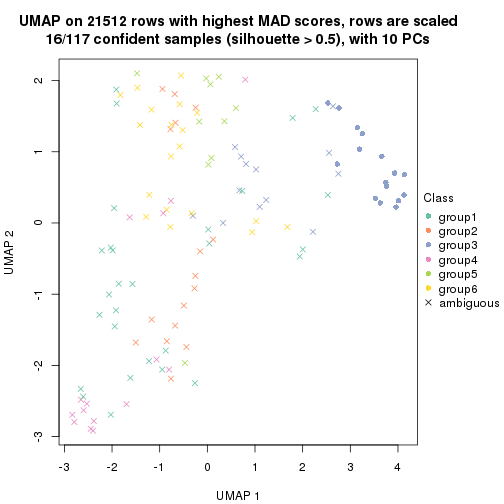 UMAP on 21512 rows with highest MAD scores, rows are scaled
16/117 confident samples (silhouette > 0.5), with 10 PCs
2
1
0
-1
-2
-3
UMAP 2
-3
-2
-1
0
1
2
3
4
UMAP 1
Class
group1
group2
group3
group4
group5
group6
ambiguous